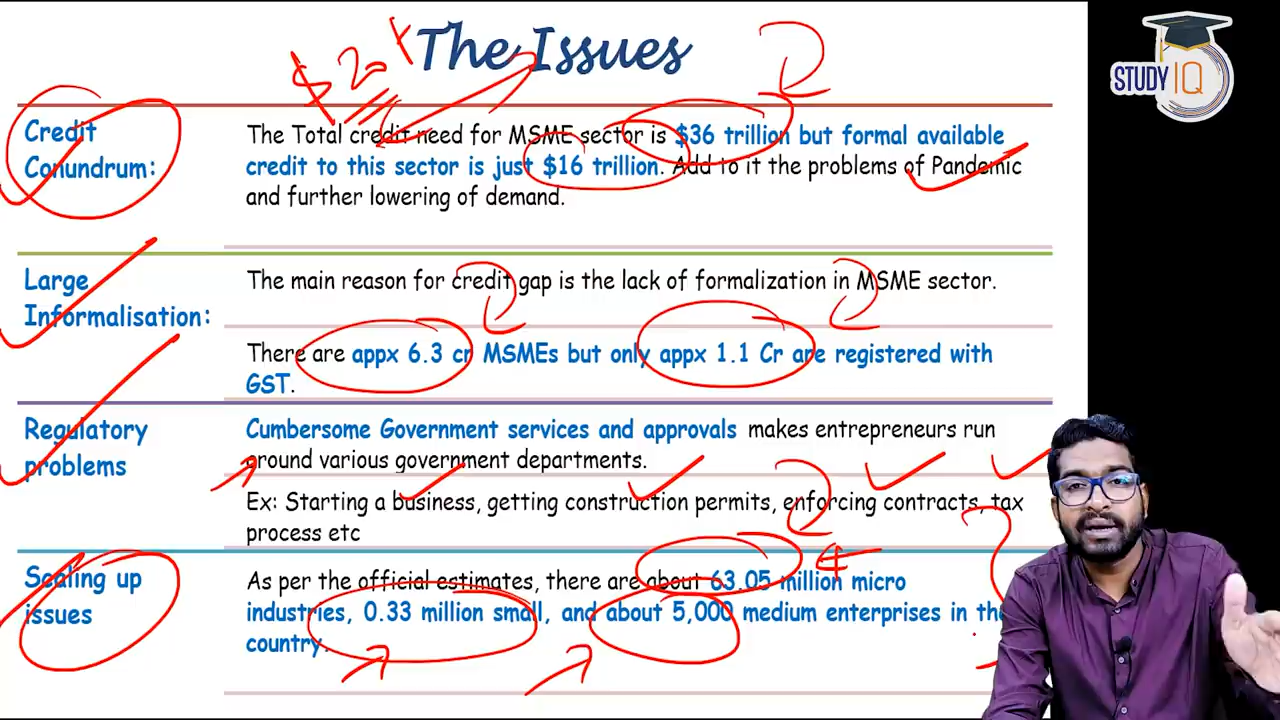 The Issues
$ 20
STUDY IQ
Credit
Conundrum:
The Total credit need for MSME sector is $36 trillion but formal available
credit to this sector is just $16 trillion. Add to it the problems of Pandemic
and further lowering of demand.
Large
Informalisation:
The main reason for credit gap is the lack of formalization in MSME sector.
There are appx 6.3 cr MSMEs but only appx 1.1 Cr are registered with
GST.
Regulatory
problems
Cumbersome Government services and approvals makes entrepreneurs run
around various government departments.
Ex: Starting a business, getting construction permits, enforcing contracts, tax
process etc
Scaling up
issues
As per the official estimates, there are about 63.05 million micro
industries, 0.33 million small, and about 5,000 medium enterprises in the
country.